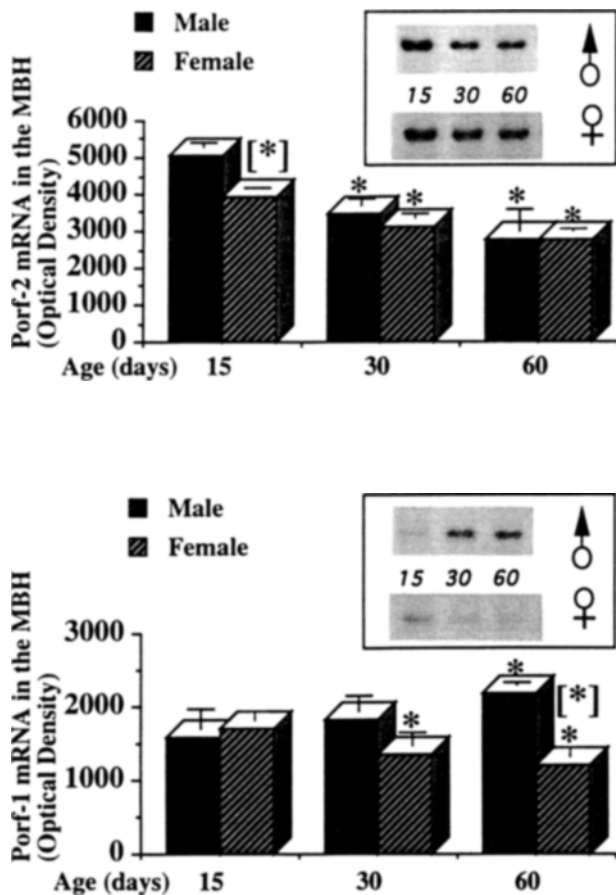 Male
Female
15 30 60
♂
♀
Porf-2 mRNA in the MBH
(Optical Density)
6000
5000
4000
3000
2000
1000
0
[*]
* *
* *
Age (days) 15 30 60
Male
Female
15 30 60
♂
♀
Porf-1 mRNA in the MBH
(Optical Density)
3000
2000
1000
0
*
*
[*]
*
Age (days) 15 30 60